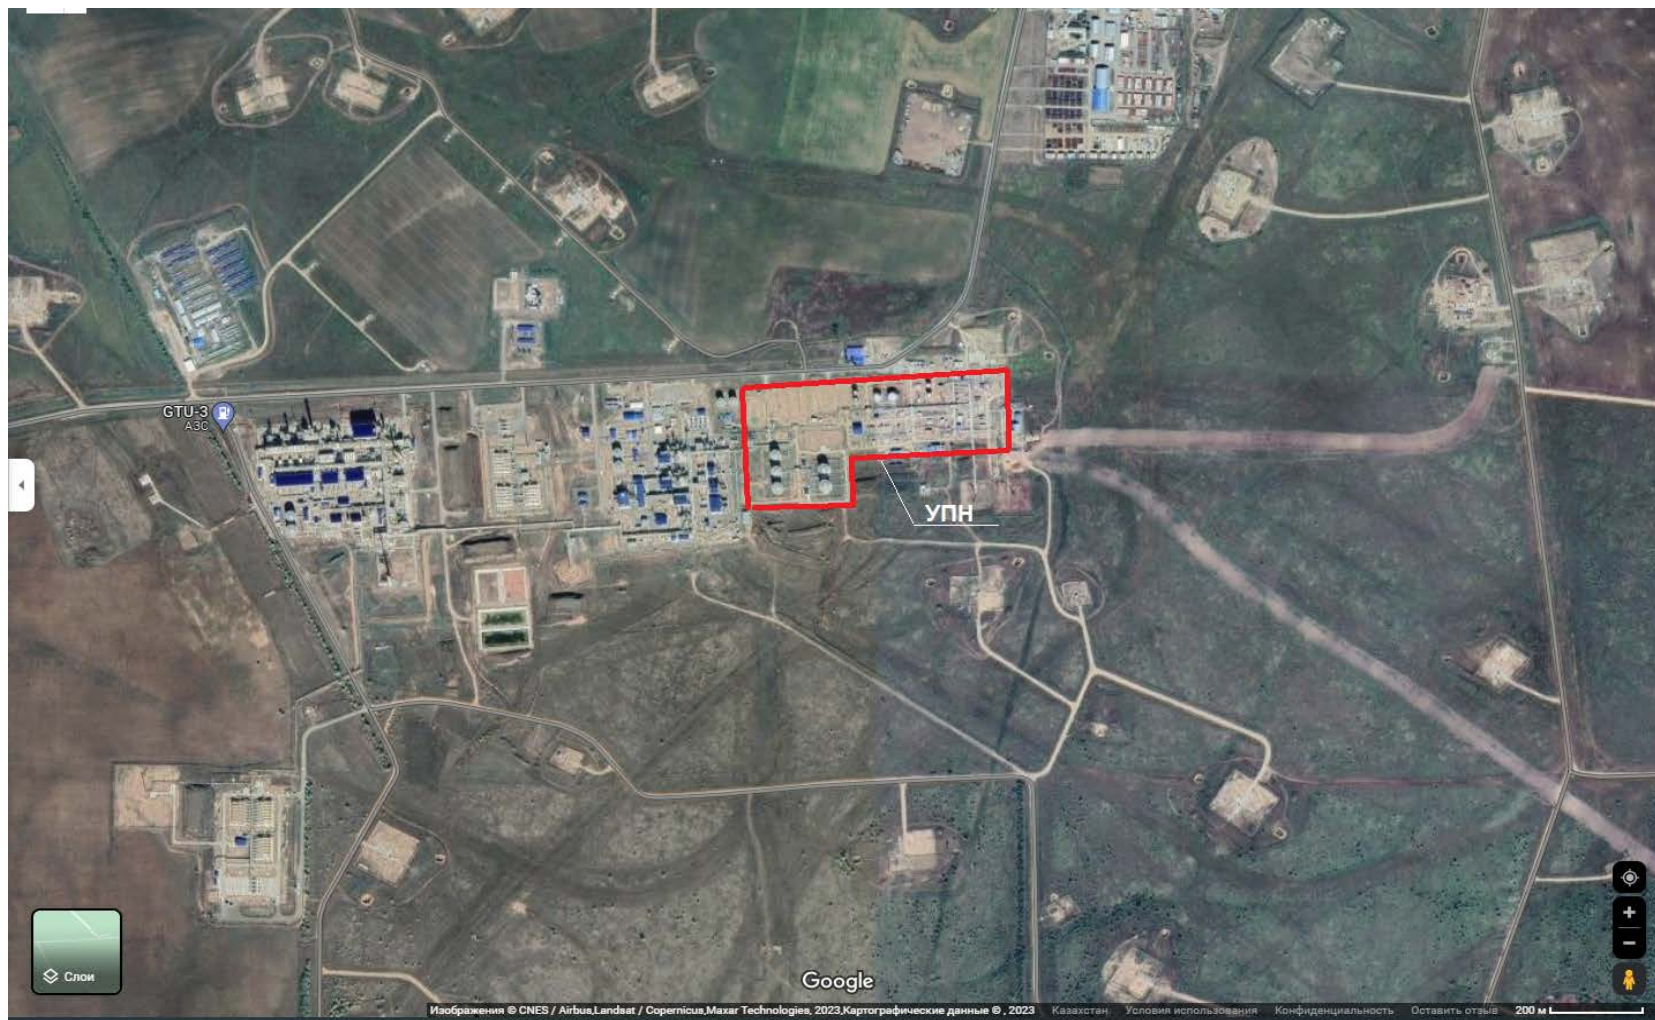 GTU-3
АЗС
УПН
Слои
Google
Изображения © CNES / Airbus,Landsat / Copernicus,Maxar Technologies, 2023,Картографические данные © , 2023 Казахстан Условия использования Конфиденциальность Оставить отзыв 200 м